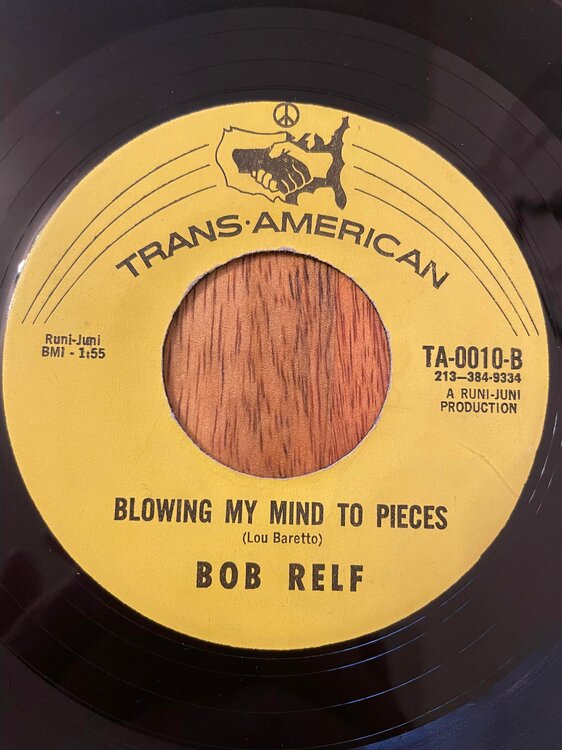 TRANS·AMERICAN
Runi-Juni
BMI - 1:55
TA-0010-B
213-384-9334
A RUNI-JUNI
PRODUCTION
BLOWING MY MIND TO PIECES
(Lou Baretto)
BOB RELF